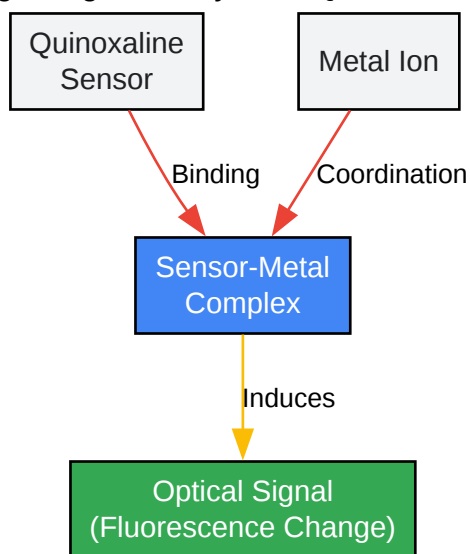 Quinoxaline
Sensor
Metal Ion
Binding
Coordination
Sensor-Metal
Complex
Induces
Optical Signal
(Fluorescence Change)